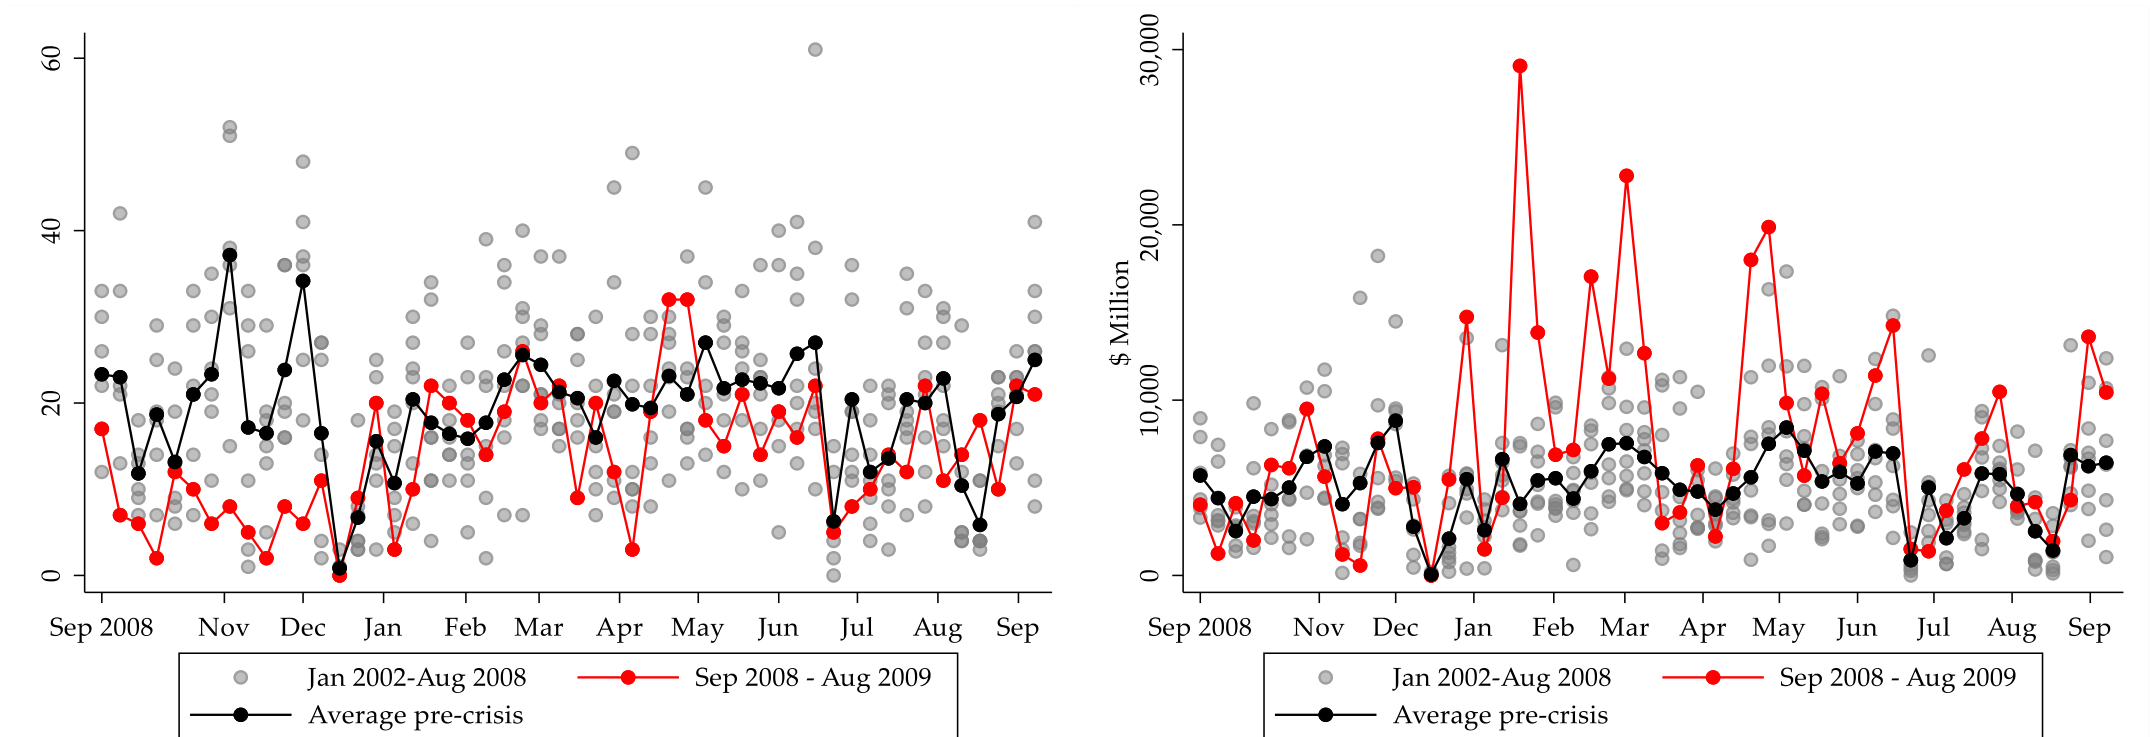 60
40
20
0
Sep 2008 Nov Dec Jan Feb Mar Apr May Jun Jul Aug Sep
Jan 2002-Aug 2008 Sep 2008 - Aug 2009
Average pre-crisis
$ Million
30,000
20,000
10,000
0
Sep 2008 Nov Dec Jan Feb Mar Apr May Jun Jul Aug Sep
Jan 2002-Aug 2008 Sep 2008 - Aug 2009
Average pre-crisis